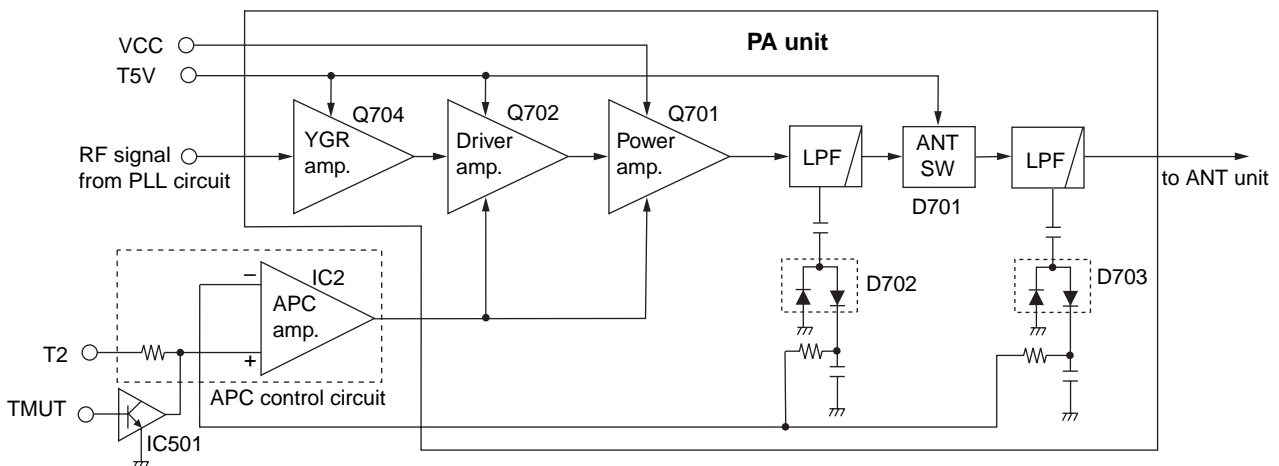 VCC
PA unit
T5V
Q704
Q702
Q701
YGR
amp.
Driver
amp.
Power
amp.
LPF
ANT
SW
LPF
RF signal
from PLL circuit
to ANT unit
D701
–
IC2
APC
amp.
+
D702
D703
T2
APC control circuit
TMUT
IC501